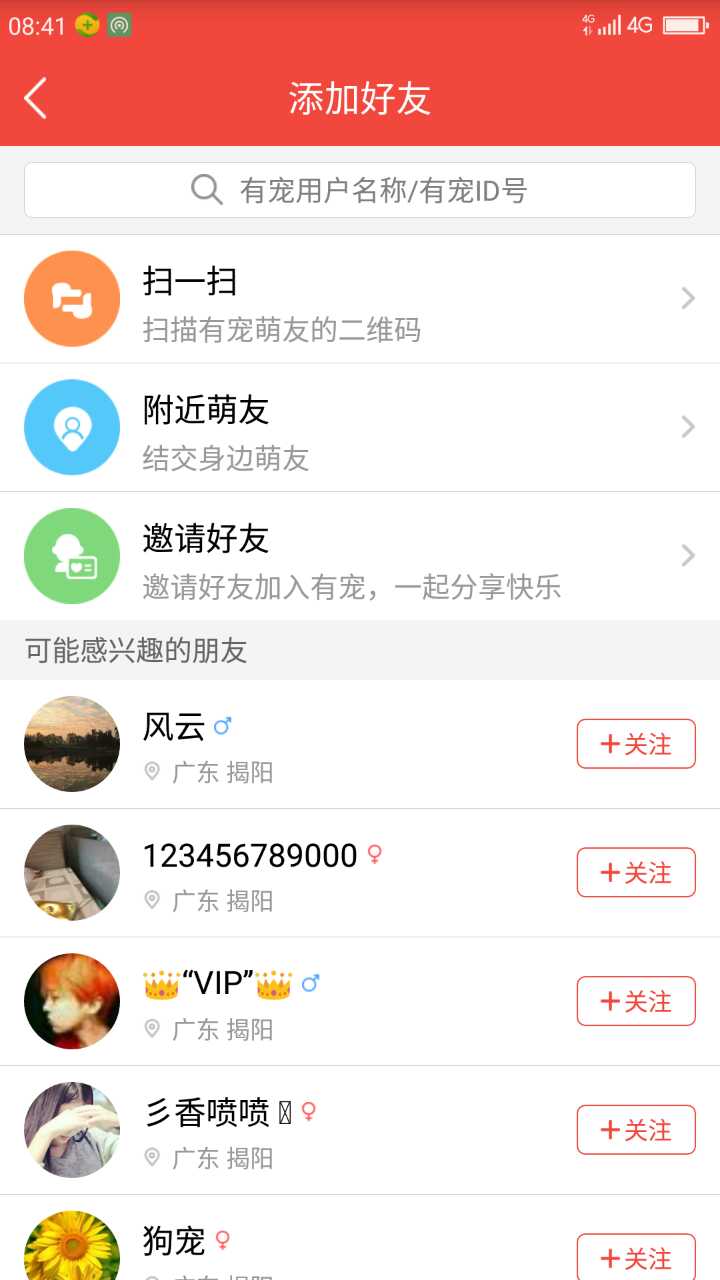 08:41
4G
4G
添加好友
有宠用户名称/有宠ID号
扫一扫
扫描有宠萌友的二维码
附近萌友
结交身边萌友
邀请好友
邀请好友加入有宠，一起分享快乐
可能感兴趣的朋友
风云♂
广东 揭阳
+关注
123456789000♀
广东 揭阳
+关注
👑“VIP”👑♂
广东 揭阳
+关注
彡香喷喷♀
广东 揭阳
+关注
狗宠♀
+关注